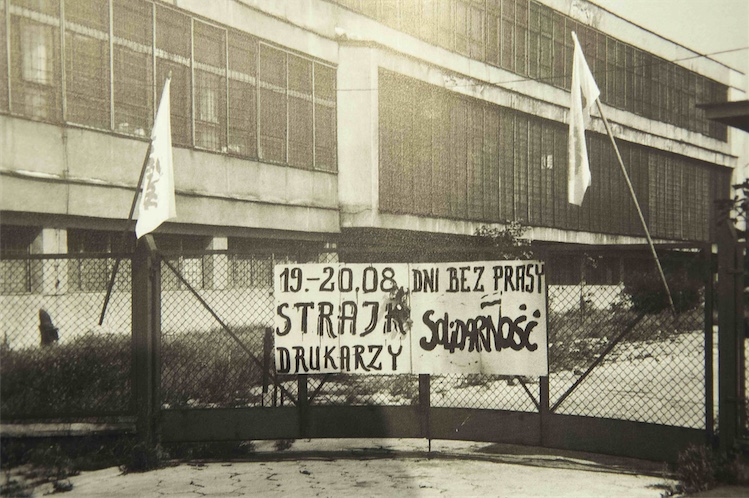 19.-20.08. DNI BEZ PRASY
STRAJK Solidarność
DRUKARZY